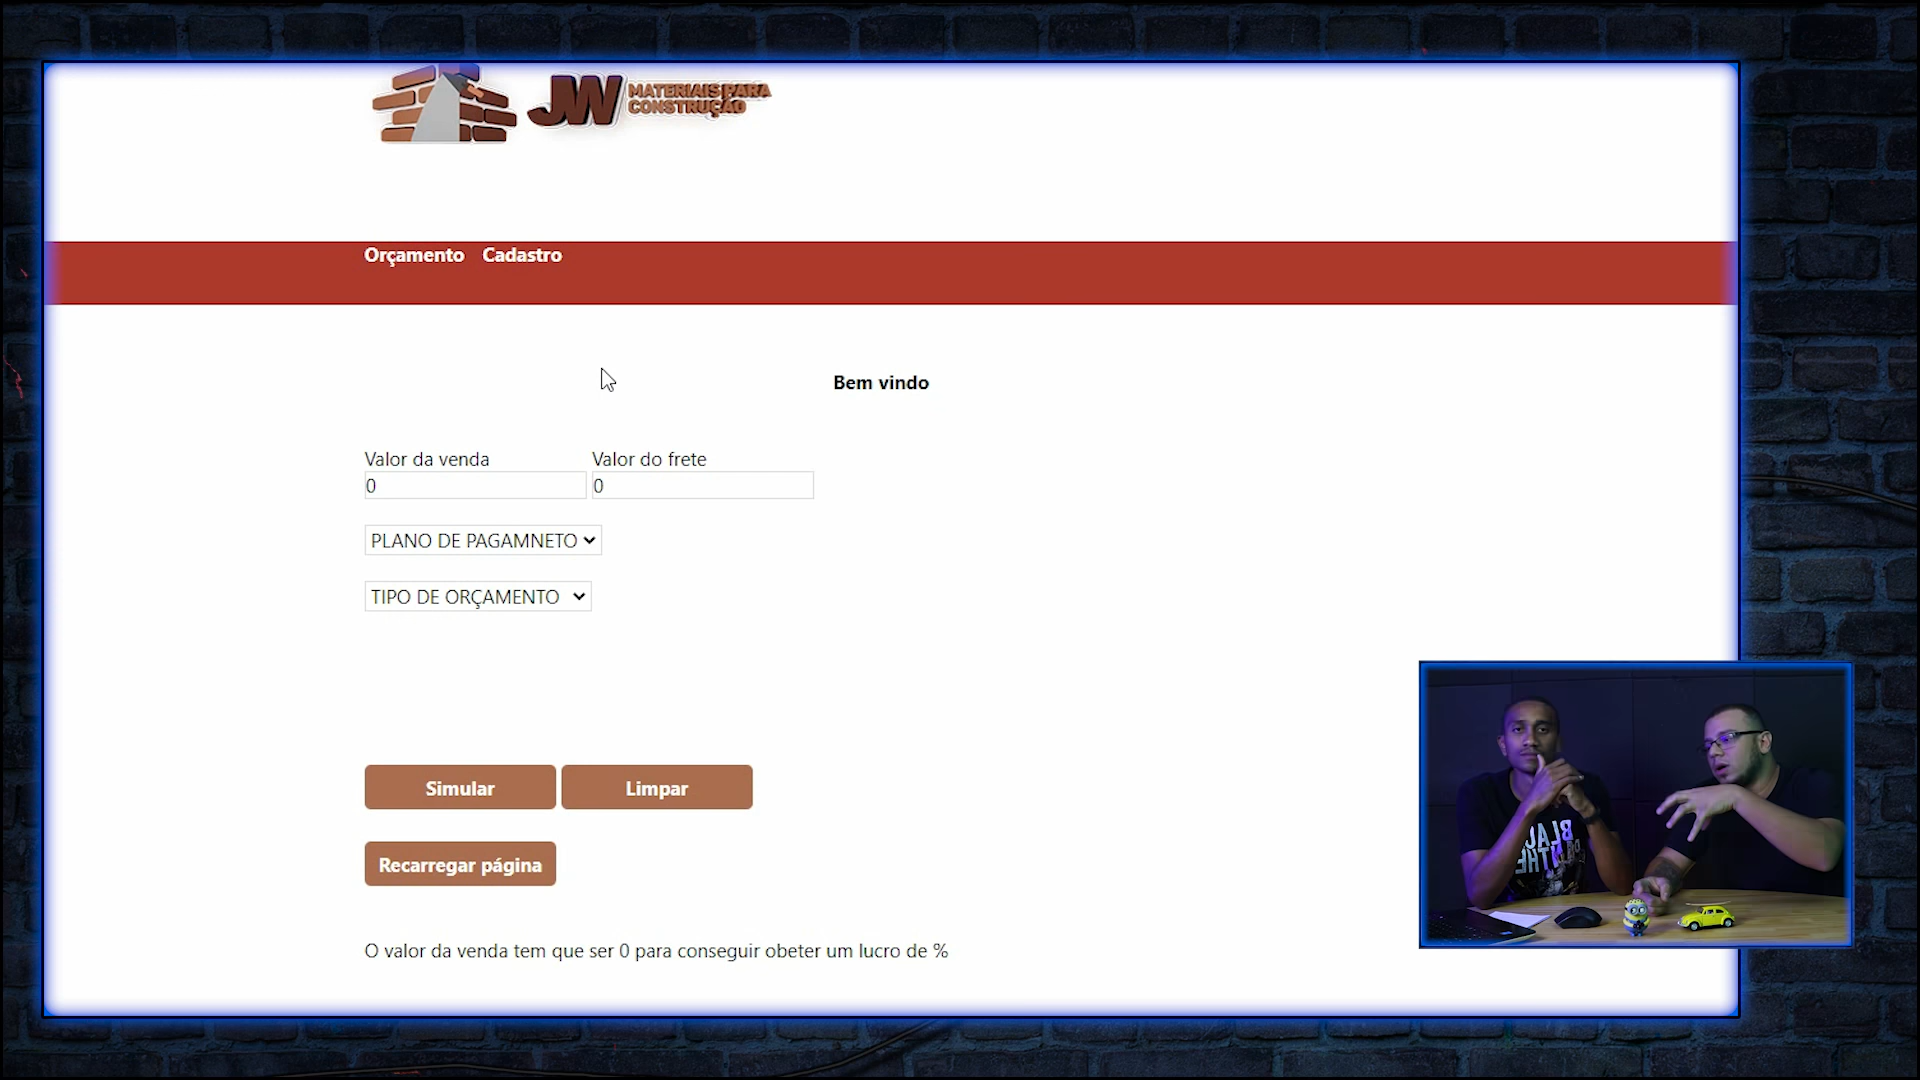 JW MATERIAIS PARA
CONSTRUÇÃO
Orçamento Cadastro
Bem vindo
Valor da venda Valor do frete
0 0
PLANO DE PAGAMNETO
TIPO DE ORÇAMENTO
Simular Limpar
Recarregar página
O valor da venda tem que ser 0 para conseguir obeter um lucro de %